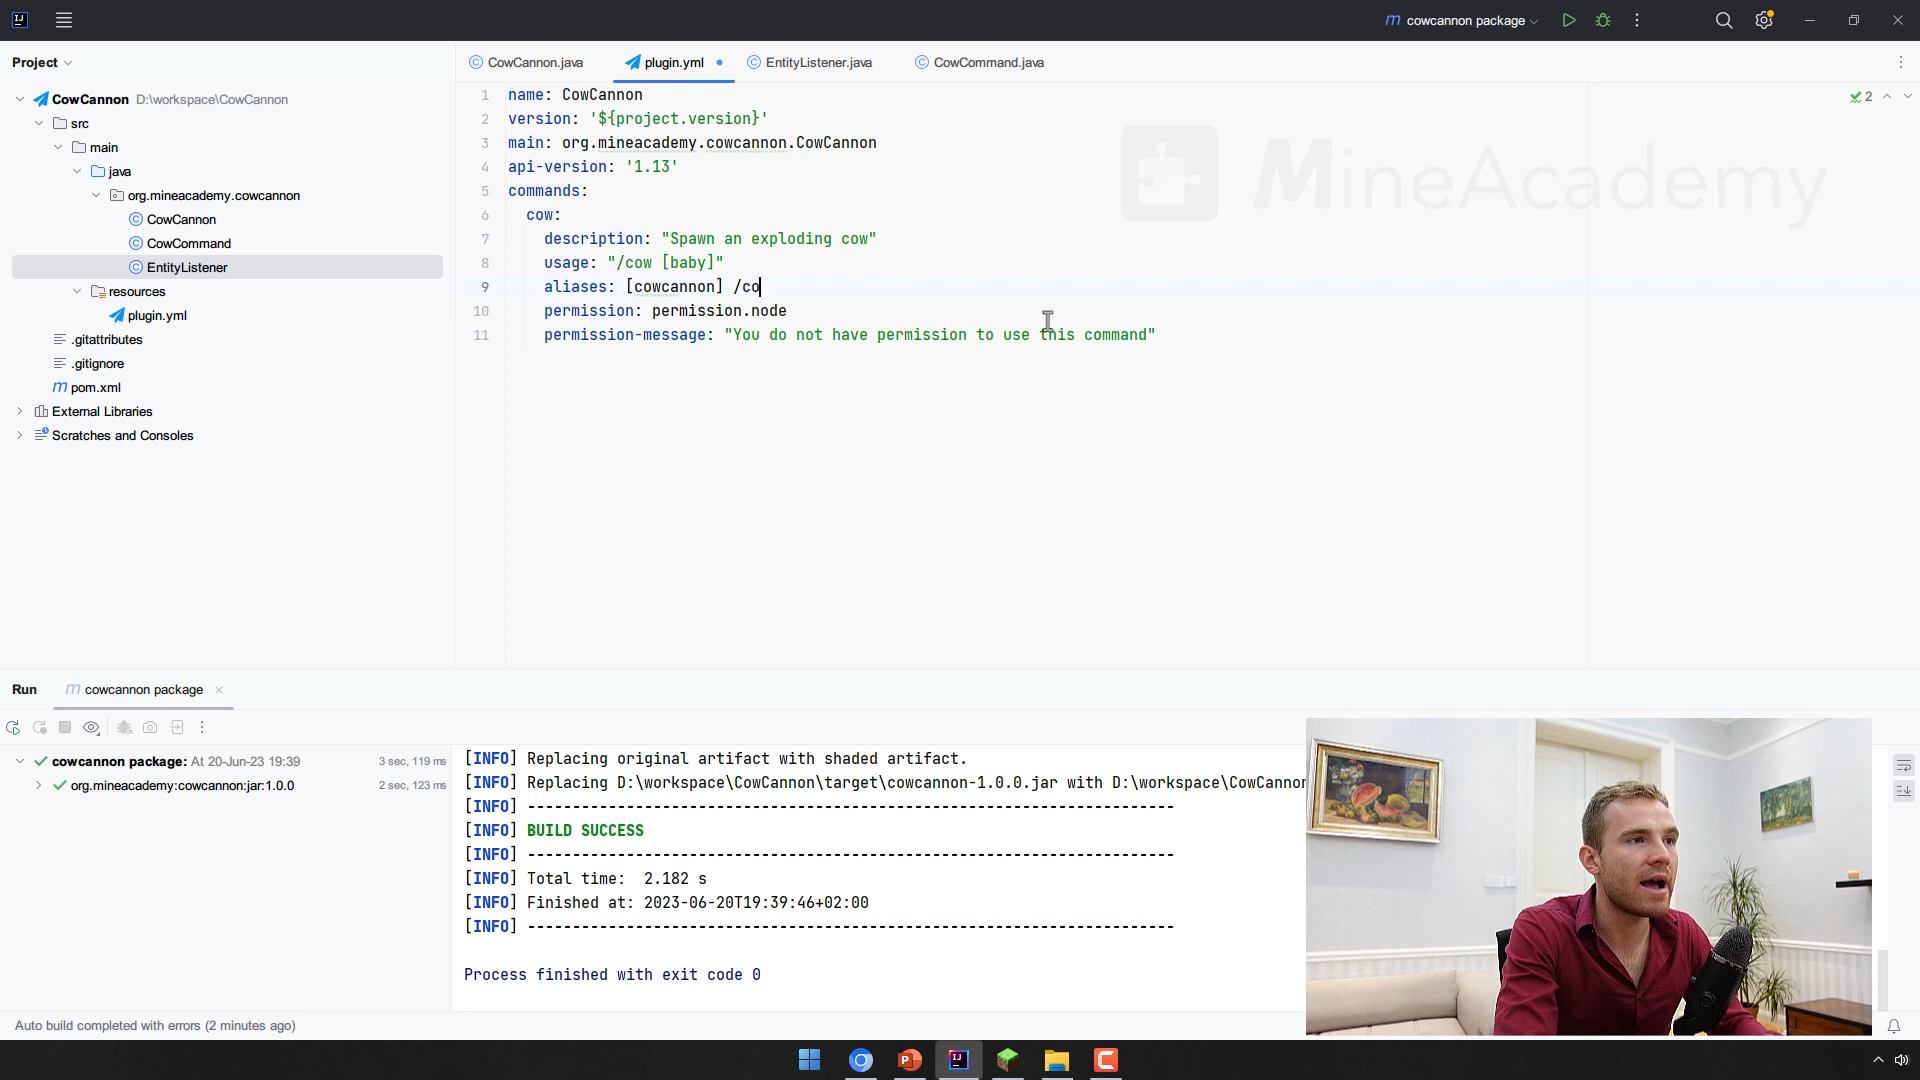 cowcannon package
Project
CowCannon.java
plugin.yml
EntityListener.java
CowCommand.java
CowCannon D:\workspace\CowCannon
src
main
java
org.mineacademy.cowcannon
CowCannon
CowCommand
EntityListener
resources
plugin.yml
.gitattributes
.gitignore
m pom.xml
External Libraries
Scratches and Consoles
1 name: CowCannon
2 version: '${project.version}'
3 main: org.mineacademy.cowcannon.CowCannon
4 api-version: '1.13'
5 commands:
6 cow:
7 description: "Spawn an exploding cow"
8 usage: "/cow [baby]"
9 aliases: [cowcannon] /co
10 permission: permission.node
11 permission-message: "You do not have permission to use this command"
2
MineAcademy
Run
cowcannon package
cowcannon package: At 20-Jun-23 19:39 3 sec, 119 ms
org.mineacademy:cowcannon:jar:1.0.0 2 sec, 123 ms
[INFO] Replacing original artifact with shaded artifact.
[INFO] Replacing D:\workspace\CowCannon\target\cowcannon-1.0.0.jar with D:\workspace\CowCannon
[INFO] ------------------------------------------------------------------------
[INFO] BUILD SUCCESS
[INFO] ------------------------------------------------------------------------
[INFO] Total time:  2.182 s
[INFO] Finished at: 2023-06-20T19:39:46+02:00
[INFO] ------------------------------------------------------------------------
Process finished with exit code 0
Auto build completed with errors (2 minutes ago)